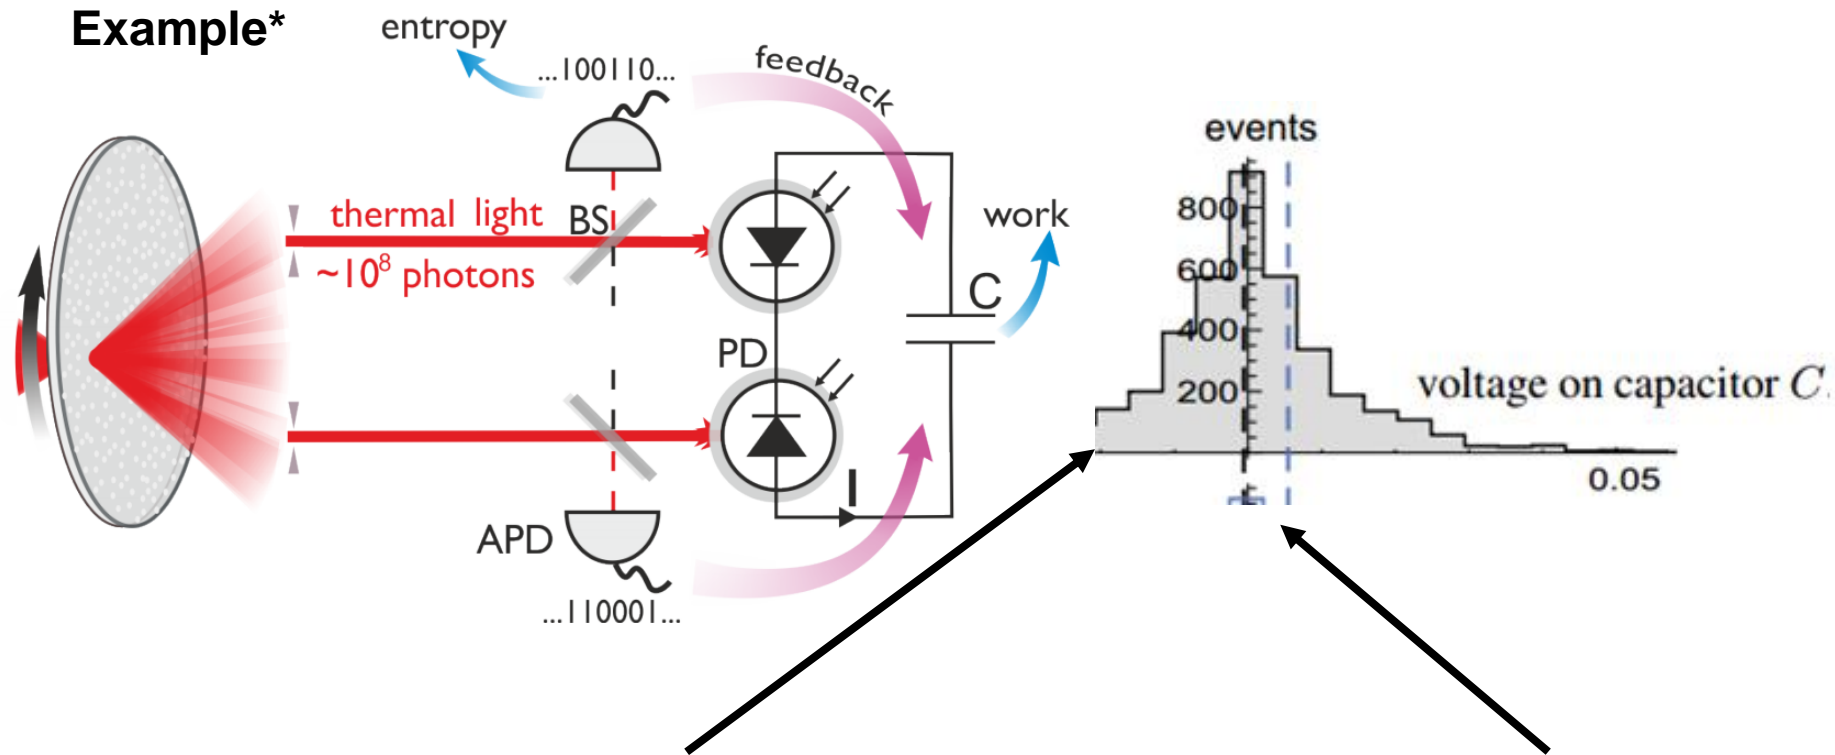 Example*
entropy
...100110...
feedback
thermal light
BS
~10⁸ photons
work
C
PD
I
APD
...110001...
events
800
600
400
200
voltage on capacitor C.
0.05